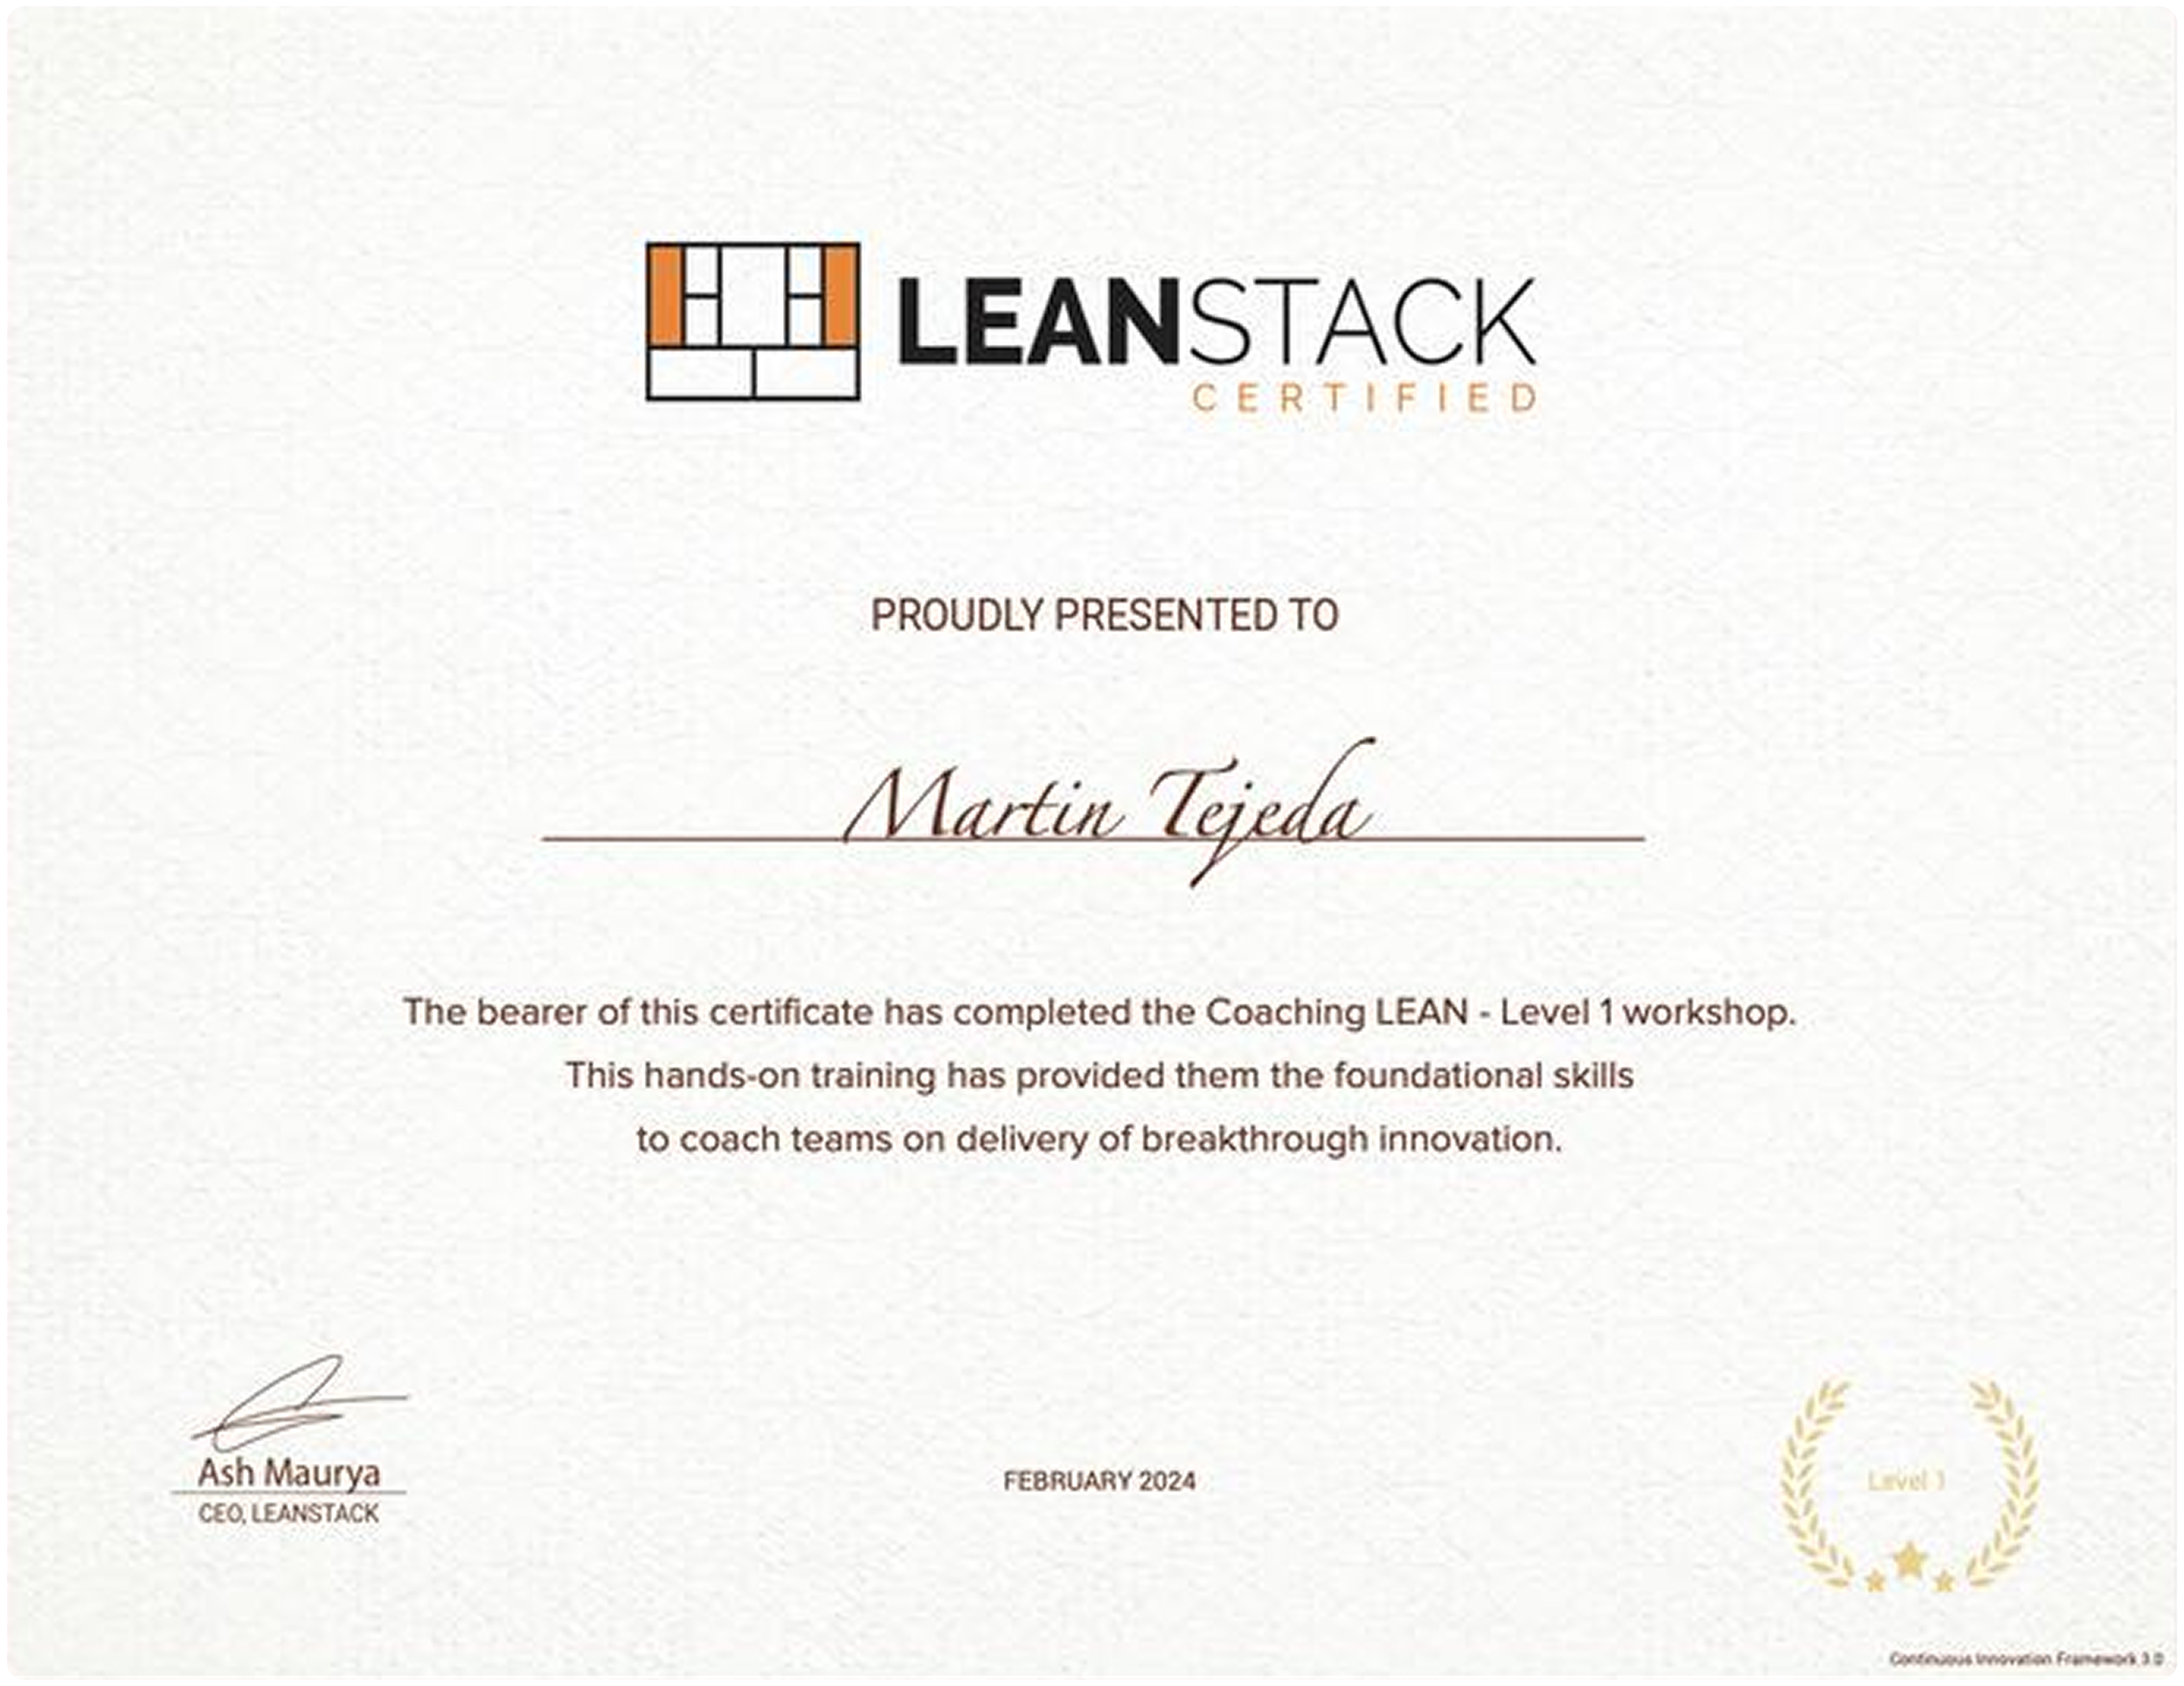 LEANSTACK
CERTIFIED
PROUDLY PRESENTED TO
Martin Tejeda
The bearer of this certificate has completed the Coaching LEAN - Level 1 workshop.
This hands-on training has provided them the foundational skills
to coach teams on delivery of breakthrough innovation.
Ash Maurya
CEO, LEANSTACK
FEBRUARY 2024
Level 1
Continuous Innovation Framework 3.0